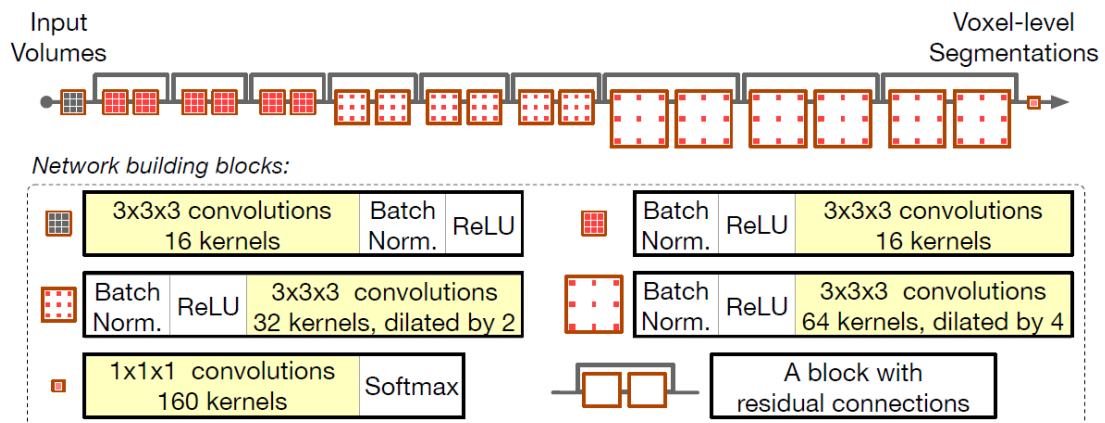 Input
Volumes
Voxel-level
Segmentations
Network building blocks:
3x3x3 convolutions
16 kernels
Batch
Norm.
ReLU
Batch
Norm.
ReLU
3x3x3 convolutions
16 kernels
Batch
Norm.
ReLU
3x3x3 convolutions
32 kernels, dilated by 2
Batch
Norm.
ReLU
3x3x3 convolutions
64 kernels, dilated by 4
1x1x1 convolutions
160 kernels
Softmax
A block with
residual connections